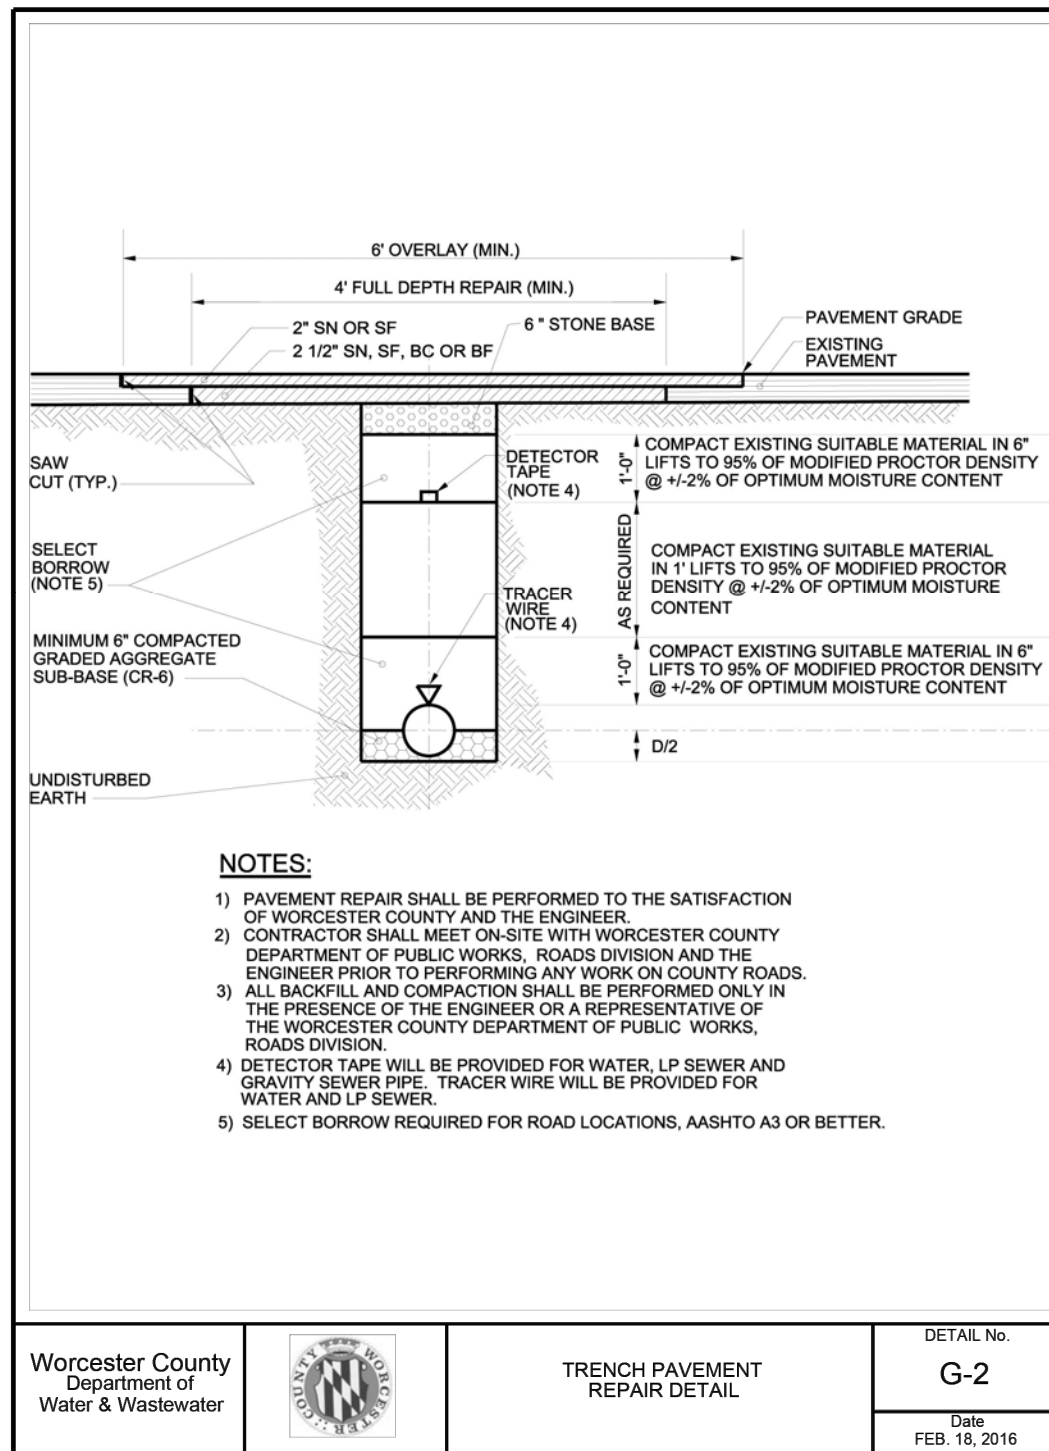 6' OVERLAY (MIN.)
4' FULL DEPTH REPAIR (MIN.)
2" SN OR SF
2 1/2" SN, SF, BC OR BF
6 " STONE BASE
PAVEMENT GRADE
EXISTING
PAVEMENT
SAW
CUT (TYP.)
DETECTOR
TAPE
(NOTE 4)
1'-0"
COMPACT EXISTING SUITABLE MATERIAL IN 6"
LIFTS TO 95% OF MODIFIED PROCTOR DENSITY
@ +/-2% OF OPTIMUM MOISTURE CONTENT
SELECT
BORROW
(NOTE 5)
AS REQUIRED
COMPACT EXISTING SUITABLE MATERIAL
IN 1' LIFTS TO 95% OF MODIFIED PROCTOR
DENSITY @ +/-2% OF OPTIMUM MOISTURE
CONTENT
TRACER
WIRE
(NOTE 4)
MINIMUM 6" COMPACTED
GRADED AGGREGATE
SUB-BASE (CR-6)
1'-0"
COMPACT EXISTING SUITABLE MATERIAL IN 6"
LIFTS TO 95% OF MODIFIED PROCTOR DENSITY
@ +/-2% OF OPTIMUM MOISTURE CONTENT
D/2
UNDISTURBED
EARTH
NOTES:
1) PAVEMENT REPAIR SHALL BE PERFORMED TO THE SATISFACTION
OF WORCESTER COUNTY AND THE ENGINEER.
2) CONTRACTOR SHALL MEET ON-SITE WITH WORCESTER COUNTY
DEPARTMENT OF PUBLIC WORKS, ROADS DIVISION AND THE
ENGINEER PRIOR TO PERFORMING ANY WORK ON COUNTY ROADS.
3) ALL BACKFILL AND COMPACTION SHALL BE PERFORMED ONLY IN
THE PRESENCE OF THE ENGINEER OR A REPRESENTATIVE OF
THE WORCESTER COUNTY DEPARTMENT OF PUBLIC WORKS,
ROADS DIVISION.
4) DETECTOR TAPE WILL BE PROVIDED FOR WATER, LP SEWER AND
GRAVITY SEWER PIPE. TRACER WIRE WILL BE PROVIDED FOR
WATER AND LP SEWER.
5) SELECT BORROW REQUIRED FOR ROAD LOCATIONS, AASHTO A3 OR BETTER.
Worcester County
Department of
Water & Wastewater
WORCESTER COUNTY
TRENCH PAVEMENT
REPAIR DETAIL
DETAIL No.
G-2
Date
FEB. 18, 2016